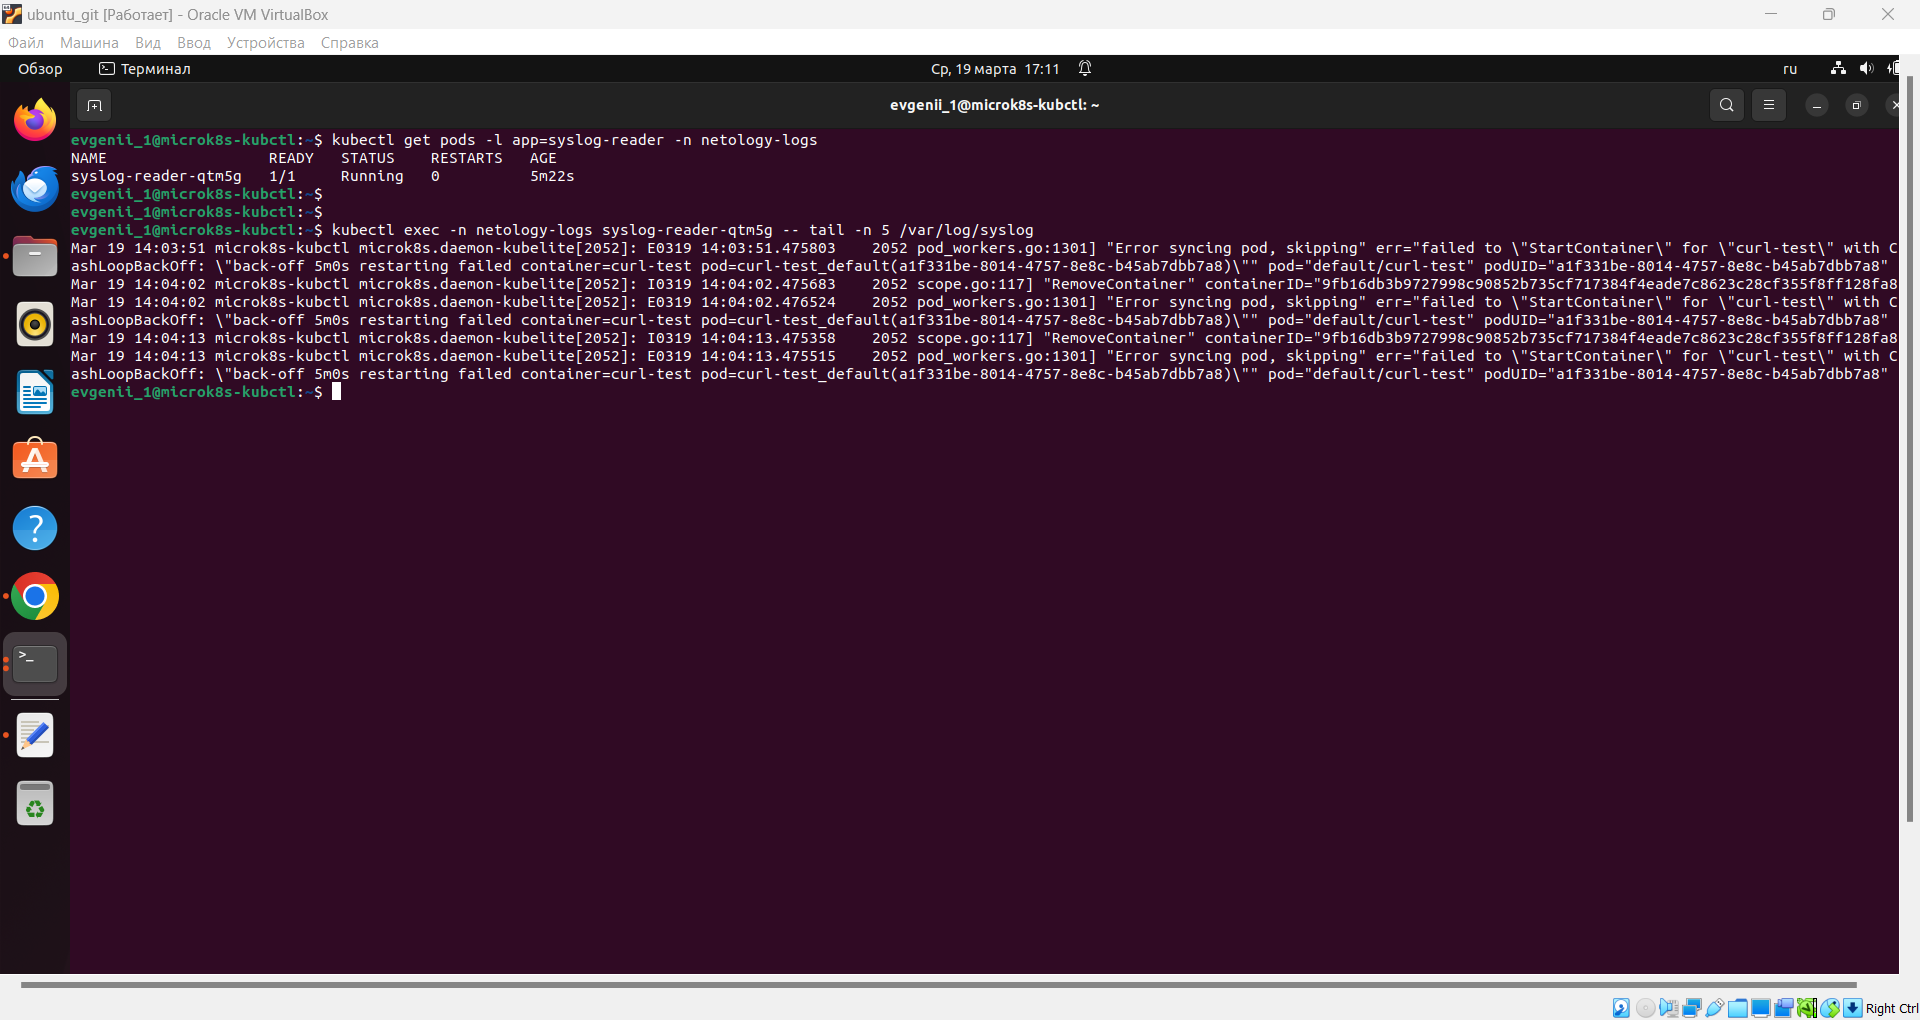 ubuntu_git [Работает] - Oracle VM VirtualBox
Файл Машина Вид Ввод Устройства Справка
Обзор Терминал Ср, 19 марта 17:11 ru
evgenii_1@microk8s-kubctl: ~
evgenii_1@microk8s-kubctl:~$ kubectl get pods -l app=syslog-reader -n netology-logs
NAME READY STATUS RESTARTS AGE
syslog-reader-qtm5g 1/1 Running 0 5m22s
evgenii_1@microk8s-kubctl:~$
evgenii_1@microk8s-kubctl:~$
evgenii_1@microk8s-kubctl:~$ kubectl exec -n netology-logs syslog-reader-qtm5g -- tail -n 5 /var/log/syslog
Mar 19 14:03:51 microk8s-kubctl microk8s.daemon-kubelite[2052]: E0319 14:03:51.475803 2052 pod_workers.go:1301] "Error syncing pod, skipping" err="failed to \"StartContainer\" for \"curl-test\" with C
ashLoopBackOff: \"back-off 5m0s restarting failed container=curl-test pod=curl-test_default(a1f331be-8014-4757-8e8c-b45ab7dbb7a8)\"" pod="default/curl-test" podUID="a1f331be-8014-4757-8e8c-b45ab7dbb7a8"
Mar 19 14:04:02 microk8s-kubctl microk8s.daemon-kubelite[2052]: I0319 14:04:02.475683 2052 scope.go:117] "RemoveContainer" containerID="9fb16db3b9727998c90852b735cf717384f4eade7c8623c28cf355f8ff128fa8
Mar 19 14:04:02 microk8s-kubctl microk8s.daemon-kubelite[2052]: E0319 14:04:02.476524 2052 pod_workers.go:1301] "Error syncing pod, skipping" err="failed to \"StartContainer\" for \"curl-test\" with C
ashLoopBackOff: \"back-off 5m0s restarting failed container=curl-test pod=curl-test_default(a1f331be-8014-4757-8e8c-b45ab7dbb7a8)\"" pod="default/curl-test" podUID="a1f331be-8014-4757-8e8c-b45ab7dbb7a8"
Mar 19 14:04:13 microk8s-kubctl microk8s.daemon-kubelite[2052]: I0319 14:04:13.475358 2052 scope.go:117] "RemoveContainer" containerID="9fb16db3b9727998c90852b735cf717384f4eade7c8623c28cf355f8ff128fa8
Mar 19 14:04:13 microk8s-kubctl microk8s.daemon-kubelite[2052]: E0319 14:04:13.475515 2052 pod_workers.go:1301] "Error syncing pod, skipping" err="failed to \"StartContainer\" for \"curl-test\" with C
ashLoopBackOff: \"back-off 5m0s restarting failed container=curl-test pod=curl-test_default(a1f331be-8014-4757-8e8c-b45ab7dbb7a8)\"" pod="default/curl-test" podUID="a1f331be-8014-4757-8e8c-b45ab7dbb7a8"
evgenii_1@microk8s-kubctl:~$
Right Ctrl